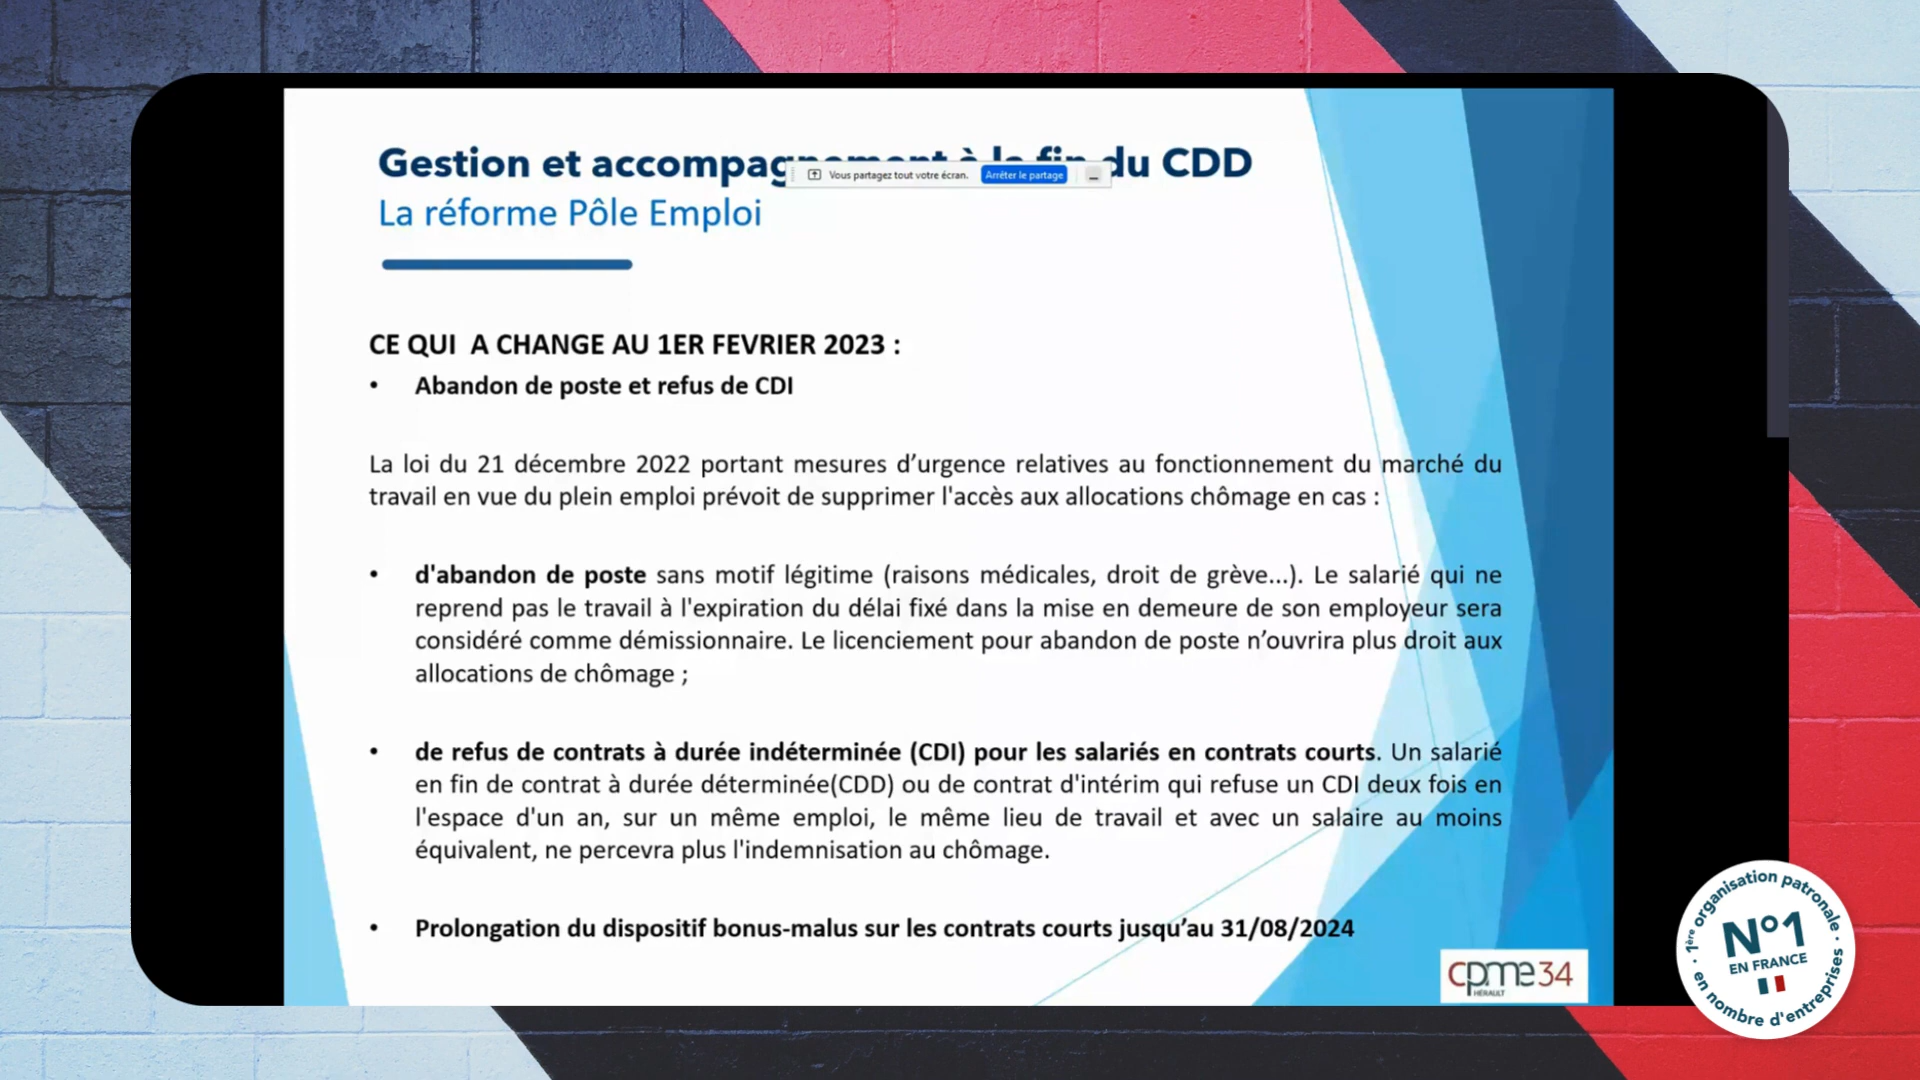 Gestion et accompagnement à la fin du CDD
Vous partagez tout votre écran. Arrêter le partage
La réforme Pôle Emploi
CE QUI A CHANGE AU 1ER FEVRIER 2023 :
• Abandon de poste et refus de CDI
La loi du 21 décembre 2022 portant mesures d’urgence relatives au fonctionnement du marché du
travail en vue du plein emploi prévoit de supprimer l'accès aux allocations chômage en cas :
• d'abandon de poste sans motif légitime (raisons médicales, droit de grève...). Le salarié qui ne
reprend pas le travail à l'expiration du délai fixé dans la mise en demeure de son employeur sera
considéré comme démissionnaire. Le licenciement pour abandon de poste n’ouvrira plus droit aux
allocations de chômage ;
• de refus de contrats à durée indéterminée (CDI) pour les salariés en contrats courts. Un salarié
en fin de contrat à durée déterminée(CDD) ou de contrat d'intérim qui refuse un CDI deux fois en
l'espace d'un an, sur un même emploi, le même lieu de travail et avec un salaire au moins
équivalent, ne percevra plus l'indemnisation au chômage.
• Prolongation du dispositif bonus-malus sur les contrats courts jusqu’au 31/08/2024
cpme34
HÉRAULT
1ère organisation patronale
N°1
EN FRANCE
en nombre d'entreprises